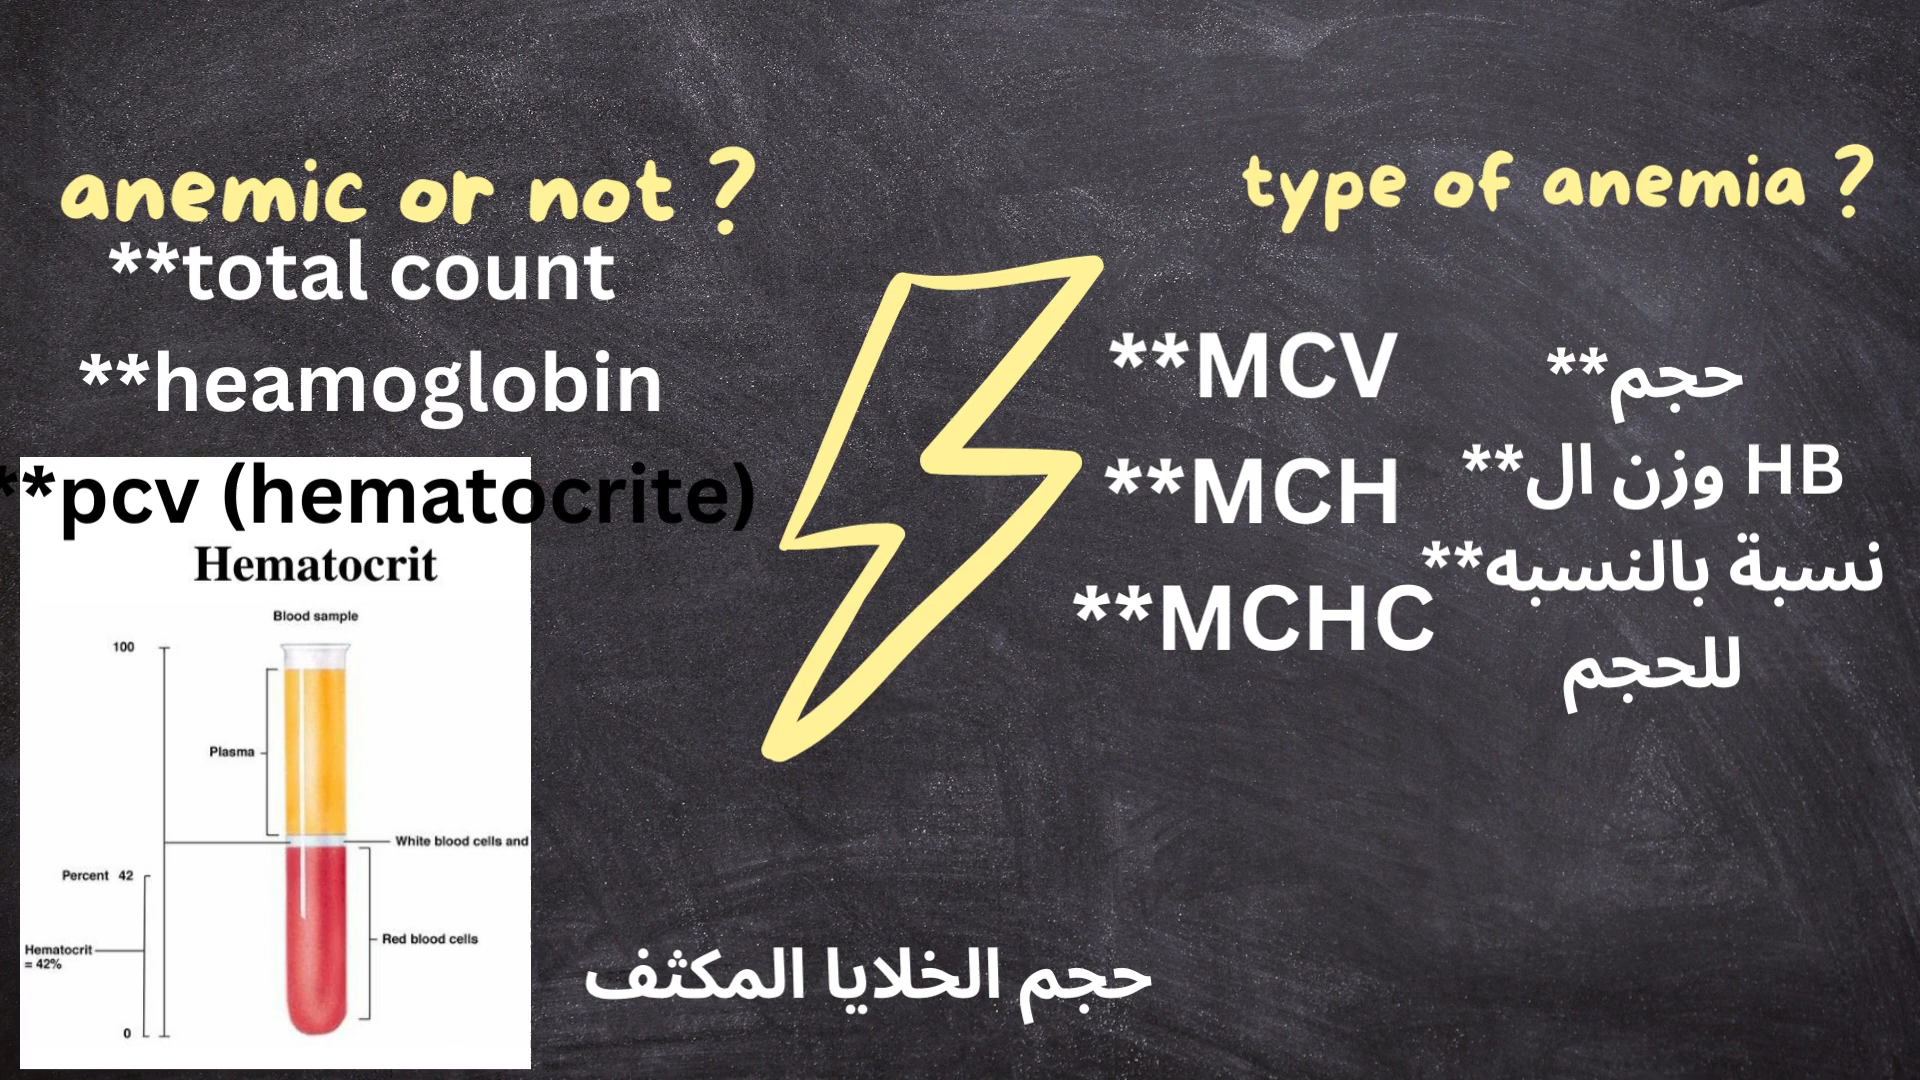 anemic or not ?
**total count
**heamoglobin
**pcv (hematocrite)
Hematocrit
Blood sample
100
Plasma
White blood cells and
Percent 42
Red blood cells
Hematocrit
= 42%
0
type of anemia ?
**MCV
**MCH
**MCHC
**حجم
**وزن ال HB
**نسبة بالنسبه
للحجم
حجم الخلايا المكثف